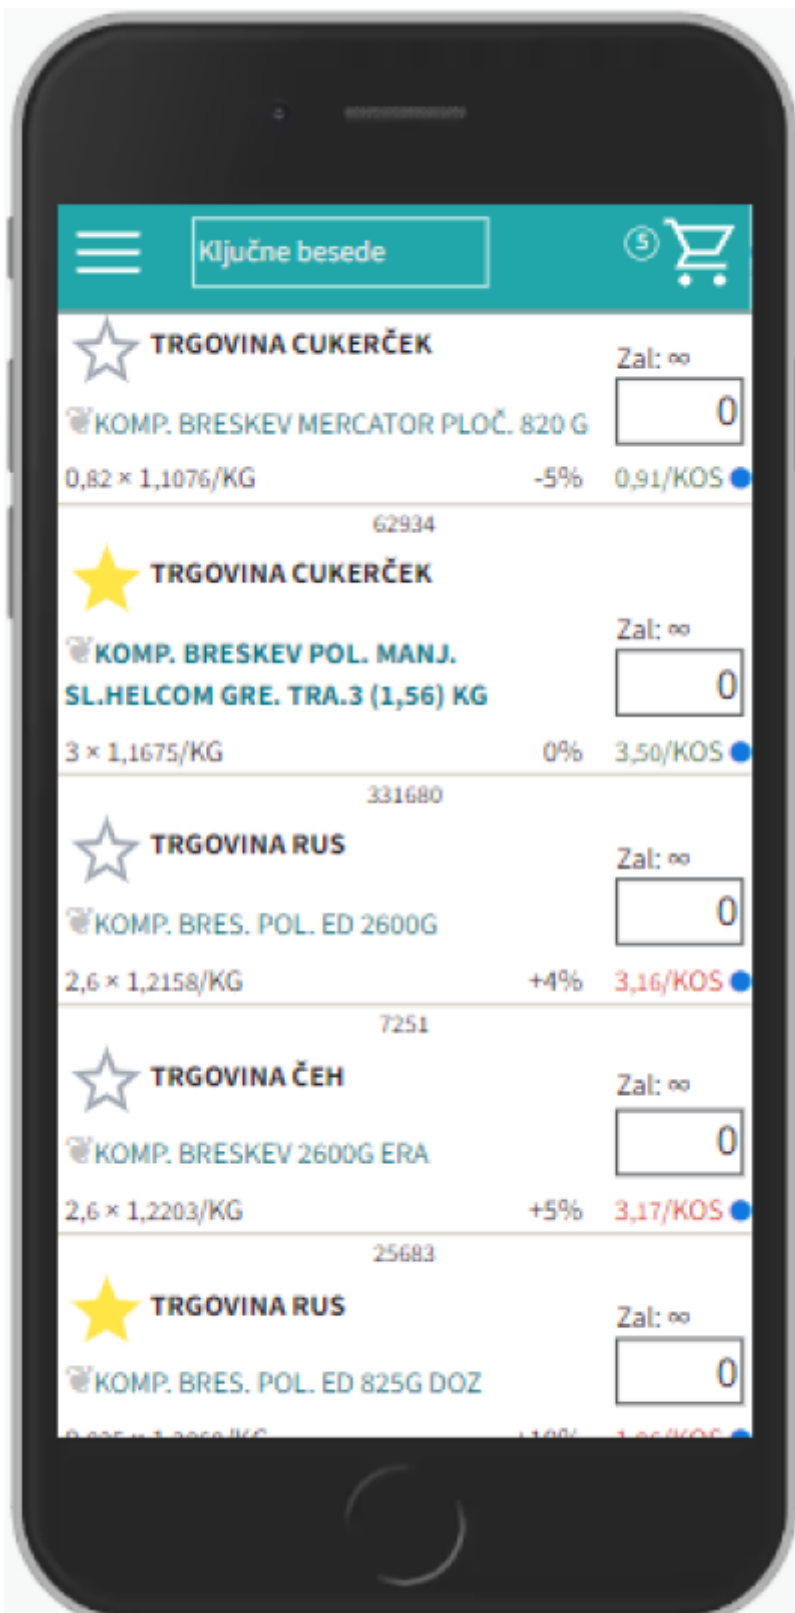 Ključne besede
5
TRGOVINA CUKERČEK
Zal: ∞
KOMP. BRESKEV MERCATOR PLOČ. 820 G
0
0,82 × 1,1076/KG -5% 0,91/KOS
62934
TRGOVINA CUKERČEK
Zal: ∞
KOMP. BRESKEV POL. MANJ.
SL.HELCOM GRE. TRA.3 (1,56) KG
0
3 × 1,1675/KG 0% 3,50/KOS
331680
TRGOVINA RUS
Zal: ∞
KOMP. BRES. POL. ED 2600G
0
2,6 × 1,2158/KG +4% 3,16/KOS
7251
TRGOVINA ČEH
Zal: ∞
KOMP. BRESKEV 2600G ERA
0
2,6 × 1,2203/KG +5% 3,17/KOS
25683
TRGOVINA RUS
Zal: ∞
KOMP. BRES. POL. ED 825G DOZ
0